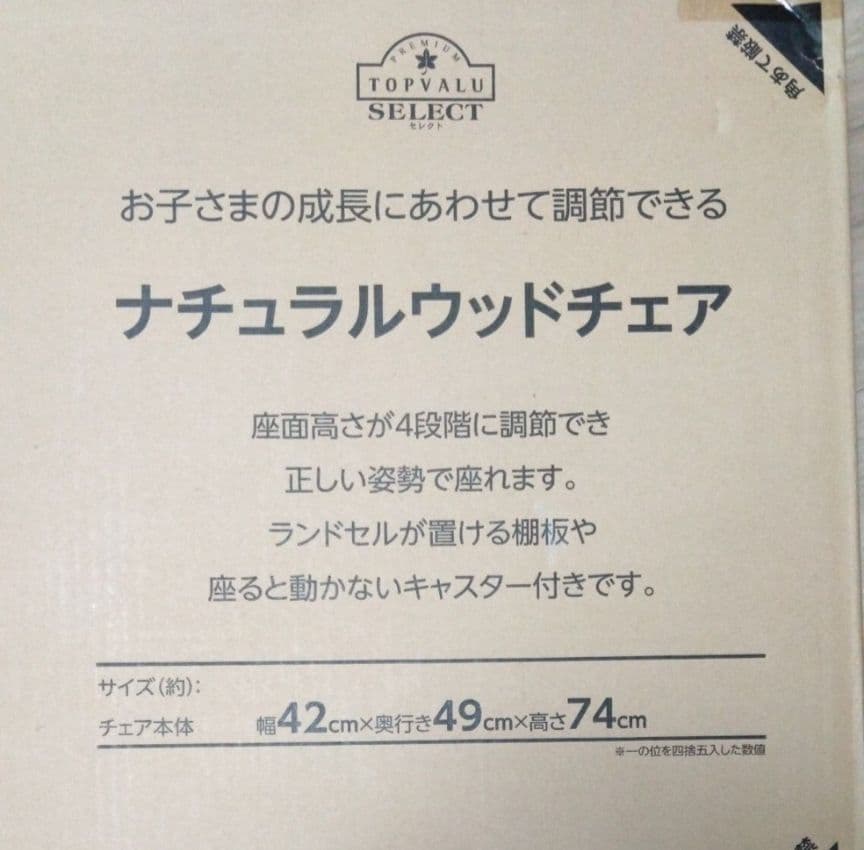 PREMIUM
TOPVALU
SELECT
セレクト
角あて厳禁
お子さまの成長にあわせて調節できる
ナチュラルウッドチェア
座面高さが4段階に調節でき
正しい姿勢で座れます。
ランドセルが置ける棚板や
座ると動かないキャスター付きです。
サイズ（約）：
チェア本体 幅42cm×奥行き49cm×高さ74cm
※一の位を四捨五入した数値